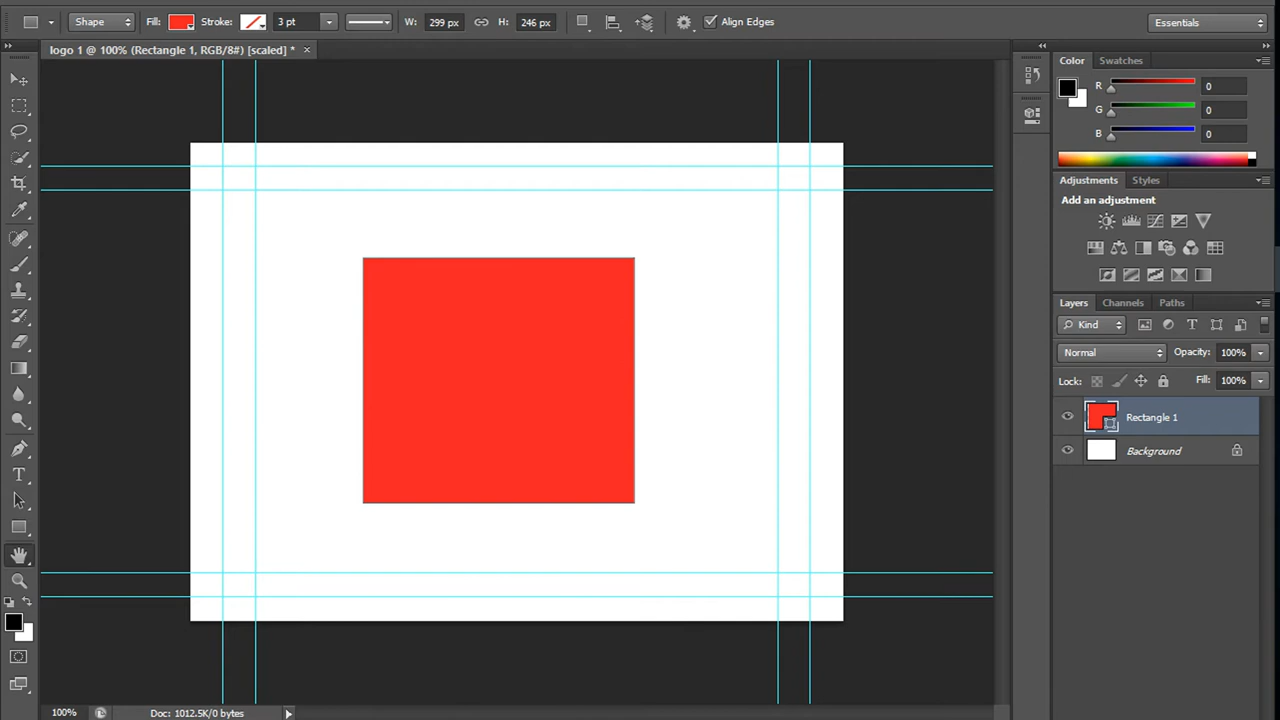 Shape Fill: Stroke: 3 pt W: 299 px H: 246 px Align Edges Essentials
logo 1 @ 100% (Rectangle 1, RGB/8#) [scaled] * ×
Color Swatches
R 0
G 0
B 0
Adjustments Styles
Add an adjustment
Layers Channels Paths
Kind T
Normal Opacity: 100%
Lock: Fill: 100%
Rectangle 1
Background
T
100% Doc: 1012.5K/0 bytes